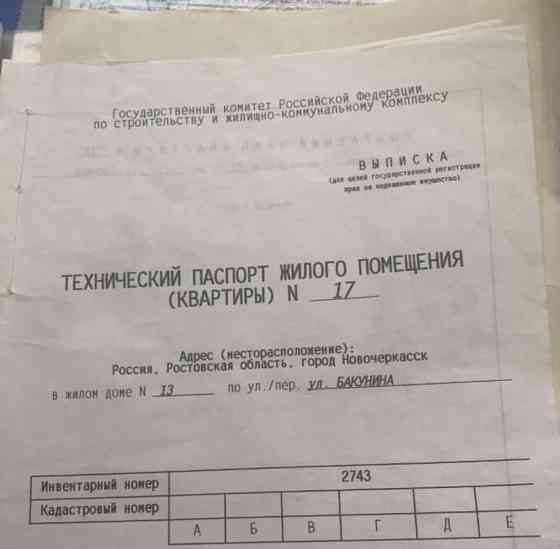 Государственный комитет Российской Федерации
по строительству и жилищно-коммунальному комплексу
ВЫПИСКА
(для целей государственной регистрации
прав на недвижимое имущество)
ТЕХНИЧЕСКИЙ ПАСПОРТ ЖИЛОГО ПОМЕЩЕНИЯ
(КВАРТИРЫ) N 17
Адрес (месторасположение):
Россия, Ростовская область, город Новочеркасск
в жилом доме N 13 по ул./пер. ул. БАКУНИНА
Инвентарный номер 2743
Кадастровый номер
А Б В Г Д Е